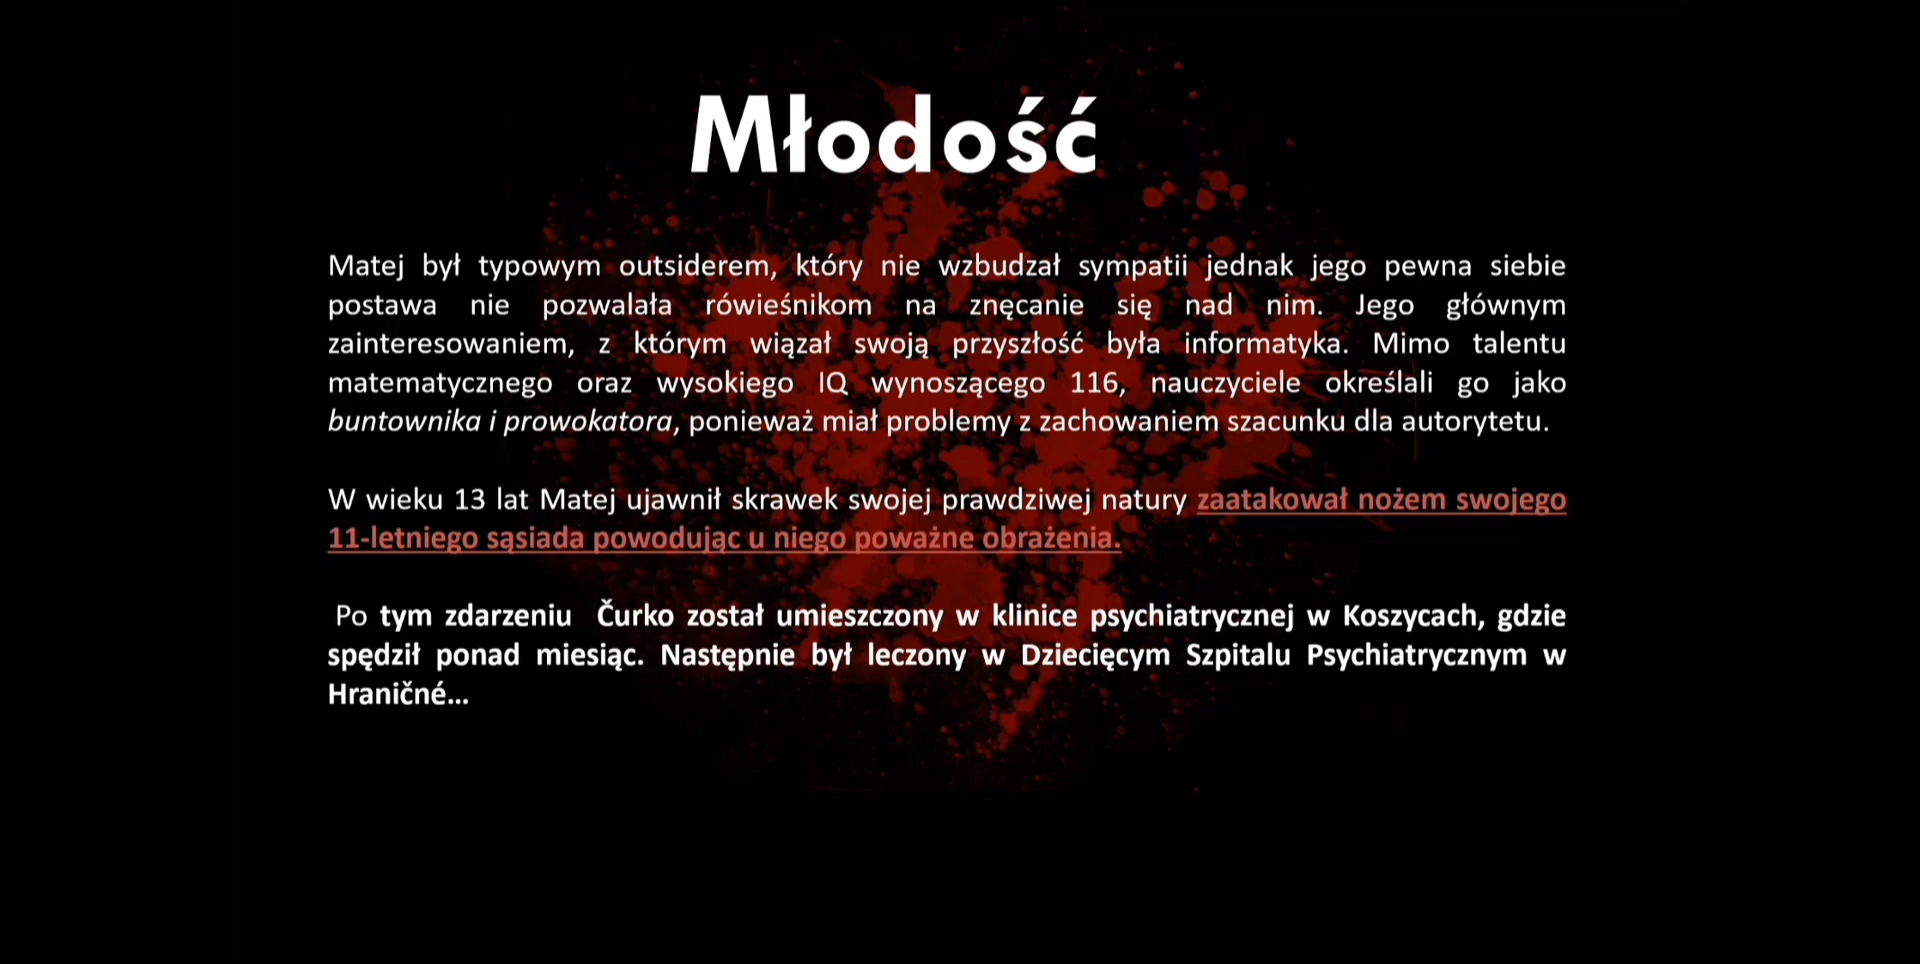 Młodość
Matej był typowym outsiderem, który nie wzbudzał sympatii jednak jego pewna siebie
postawa nie pozwalała rówieśnikom na znęcanie się nad nim. Jego głównym
zainteresowaniem, z którym wiązał swoją przyszłość była informatyka. Mimo talentu
matematycznego oraz wysokiego IQ wynoszącego 116, nauczyciele określali go jako
buntownika i prowokatora, ponieważ miał problemy z zachowaniem szacunku dla autorytetu.
W wieku 13 lat Matej ujawnił skrawek swojej prawdziwej natury zaatakował nożem swojego
11-letniego sąsiada powodując u niego poważne obrażenia.
Po tym zdarzeniu Čurko został umieszczony w klinice psychiatrycznej w Koszycach, gdzie
spędził ponad miesiąc. Następnie był leczony w Dziecięcym Szpitalu Psychiatrycznym w
Hraničné...